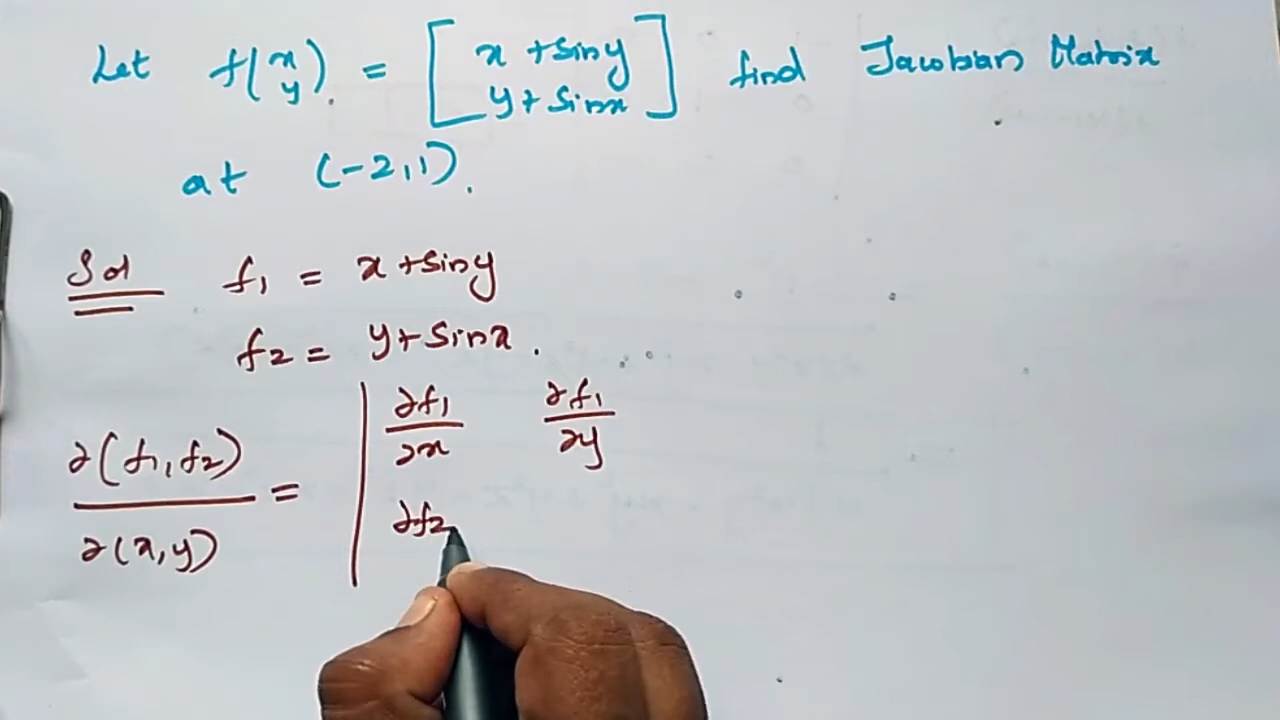 Let f(x y) = [x + sin y y + sin x] find Jacobian Matrix
at (-2,1).
Sol f1 = x + sin y
f2 = y + sin x.
∂(f1, f2) / ∂(x, y) = | ∂f1/∂x ∂f1/∂y
∂f2